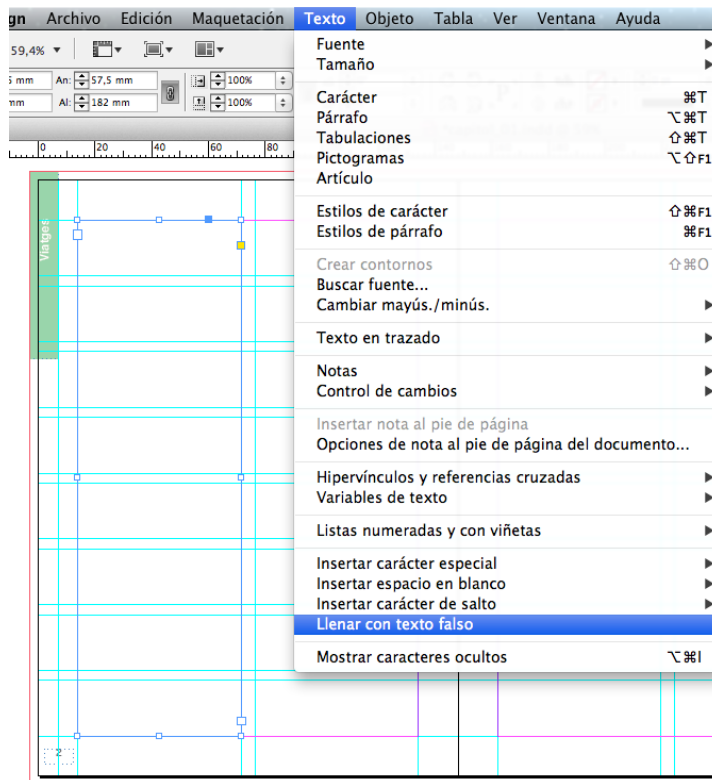 gn Archivo Edición Maquetación Texto Objeto Tabla Ver Ventana Ayuda
59,4%
5 mm An: 57,5 mm 100%
mm Al: 182 mm 100%
0 20 40 60 80
Viatges
Fuente
Tamaño
Carácter ⌘T
Párrafo ⌥⌘T
Tabulaciones ⇧⌘T
Pictogramas ⌥⇧F11
Artículo
Estilos de carácter ⇧⌘F11
Estilos de párrafo ⌘F11
Crear contornos ⇧⌘O
Buscar fuente...
Cambiar mayús./minús.
Texto en trazado
Notas
Control de cambios
Insertar nota al pie de página
Opciones de nota al pie de página del documento...
Hipervínculos y referencias cruzadas
Variables de texto
Listas numeradas y con viñetas
Insertar carácter especial
Insertar espacio en blanco
Insertar carácter de salto
Llenar con texto falso
Mostrar caracteres ocultos ⌥⌘I
2